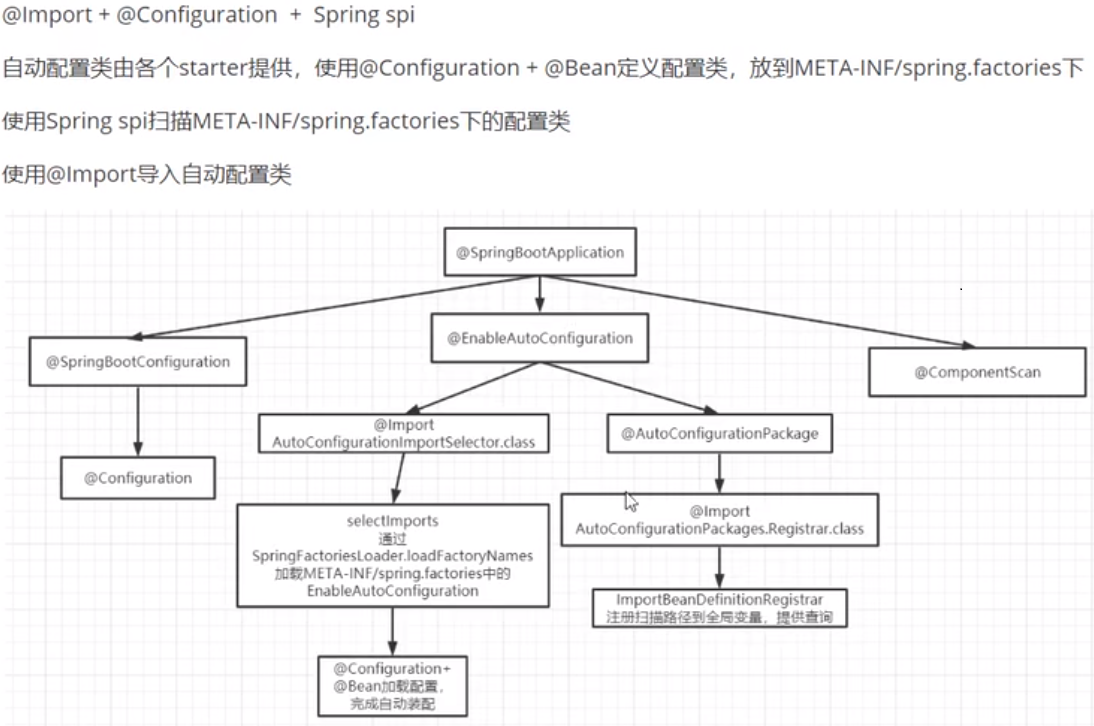 @Import + @Configuration + Spring spi
自动配置类由各个starter提供，使用@Configuration + @Bean定义配置类，放到META-INF/spring.factories下
使用Spring spi扫描META-INF/spring.factories下的配置类
使用@Import导入自动配置类
@SpringBootApplication
@SpringBootConfiguration
@EnableAutoConfiguration
@ComponentScan
@Import
AutoConfigurationImportSelector.class
@AutoConfigurationPackage
@Configuration
selectImports
通过
SpringFactoriesLoader.loadFactoryNames
加载META-INF/spring.factories中的
EnableAutoConfiguration
@Import
AutoConfigurationPackages.Registrar.class
ImportBeanDefinitionRegistrar
注册扫描路径到全局变量，提供查询
@Configuration+
@Bean加载配置，
完成自动装配